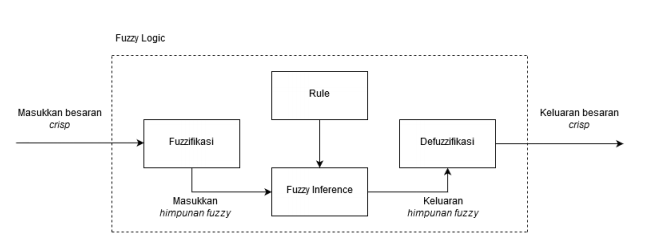 Fuzzy Logic
Masukkan besaran
crisp
Rule
Keluaran besaran
crisp
Fuzzifikasi
Defuzzifikasi
Fuzzy Inference
Masukkan
himpunan fuzzy
Keluaran
himpunan fuzzy